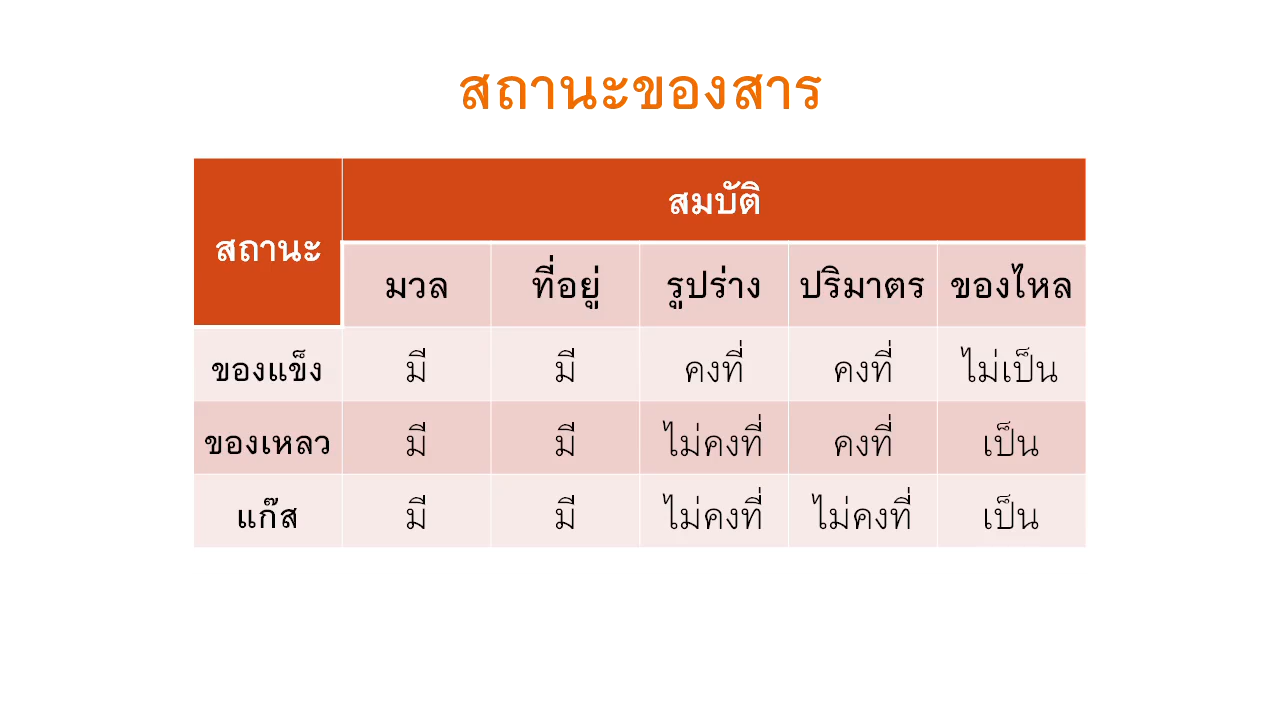 สถานะของสาร
สถานะ สมบัติ
มวล ที่อยู่ รูปร่าง ปริมาตร ของไหล
ของแข็ง มี มี คงที่ คงที่ ไม่เป็น
ของเหลว มี มี ไม่คงที่ คงที่ เป็น
แก๊ส มี มี ไม่คงที่ ไม่คงที่ เป็น